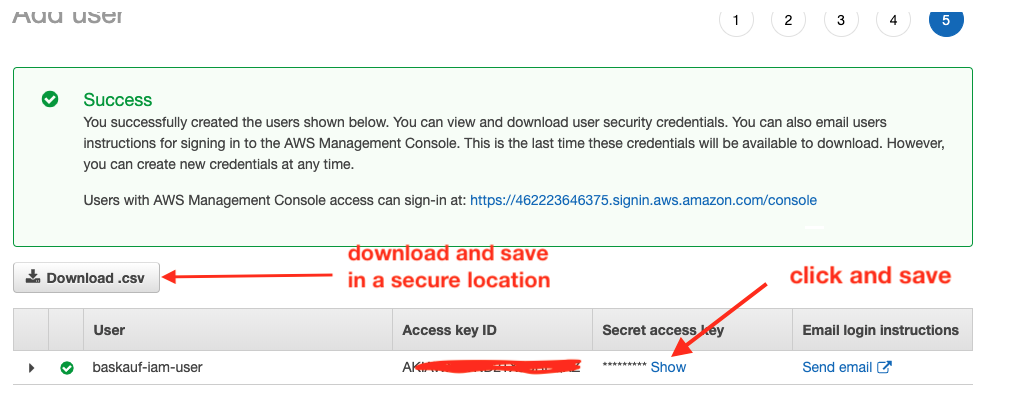 Add user
1 2 3 4 5
Success
You successfully created the users shown below. You can view and download user security credentials. You can also email users
instructions for signing in to the AWS Management Console. This is the last time these credentials will be available to download. However,
you can create new credentials at any time.
Users with AWS Management Console access can sign-in at: https://462223646375.signin.aws.amazon.com/console
download and save
in a secure location
Download .csv
click and save
User Access key ID Secret access key Email login instructions
baskauf-iam-user ********* Show Send email